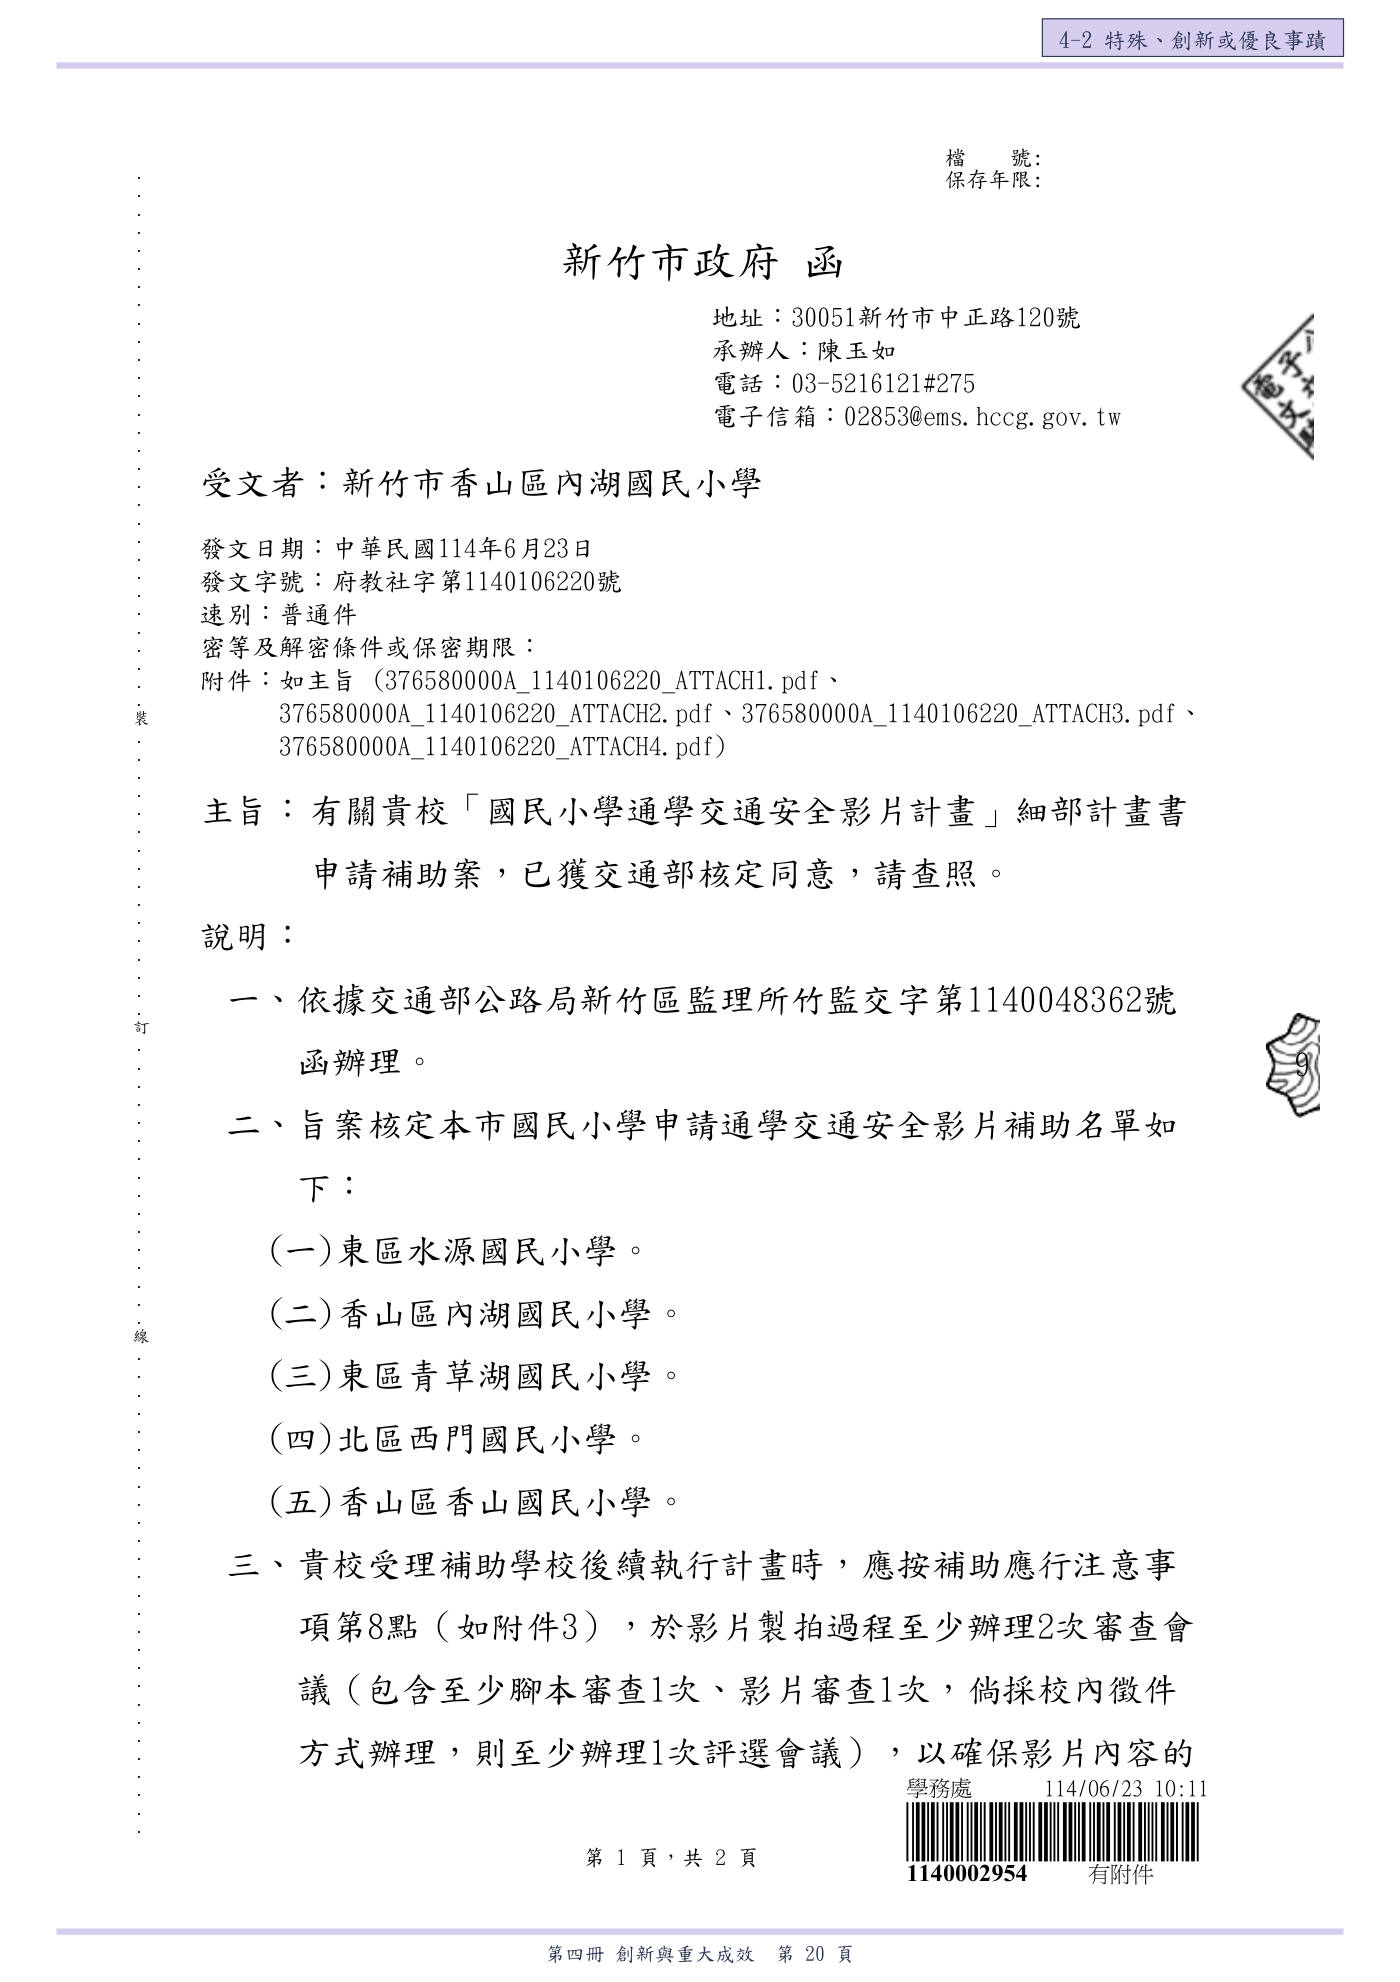 4-2 特殊、創新或優良事蹟
檔　　號:
保存年限:
新竹市政府 函
地址：30051新竹市中正路120號
承辦人：陳玉如
電話：03-5216121#275
電子信箱：02853@ems.hccg.gov.tw
電子
文
受文者：新竹市香山區內湖國民小學
發文日期：中華民國114年6月23日
發文字號：府教社字第1140106220號
速別：普通件
密等及解密條件或保密期限：
附件：如主旨（376580000A_1140106220_ATTACH1.pdf、
376580000A_1140106220_ATTACH2.pdf、376580000A_1140106220_ATTACH3.pdf、
376580000A_1140106220_ATTACH4.pdf）
裝
主旨：有關貴校「國民小學通學交通安全影片計畫」細部計畫書
申請補助案，已獲交通部核定同意，請查照。
說明：
一、依據交通部公路局新竹區監理所竹監交字第1140048362號
訂
函辦理。
9
二、旨案核定本市國民小學申請通學交通安全影片補助名單如
下：
(一)東區水源國民小學。
(二)香山區內湖國民小學。
線
(三)東區青草湖國民小學。
(四)北區西門國民小學。
(五)香山區香山國民小學。
三、貴校受理補助學校後續執行計畫時，應按補助應行注意事
項第8點（如附件3），於影片製拍過程至少辦理2次審查會
議（包含至少腳本審查1次、影片審查1次，倘採校內徵件
方式辦理，則至少辦理1次評選會議），以確保影片內容的
學務處　　114/06/23 10:11
第 1 頁，共 2 頁
1140002954　　有附件
第四冊 創新與重大成效　第 20 頁